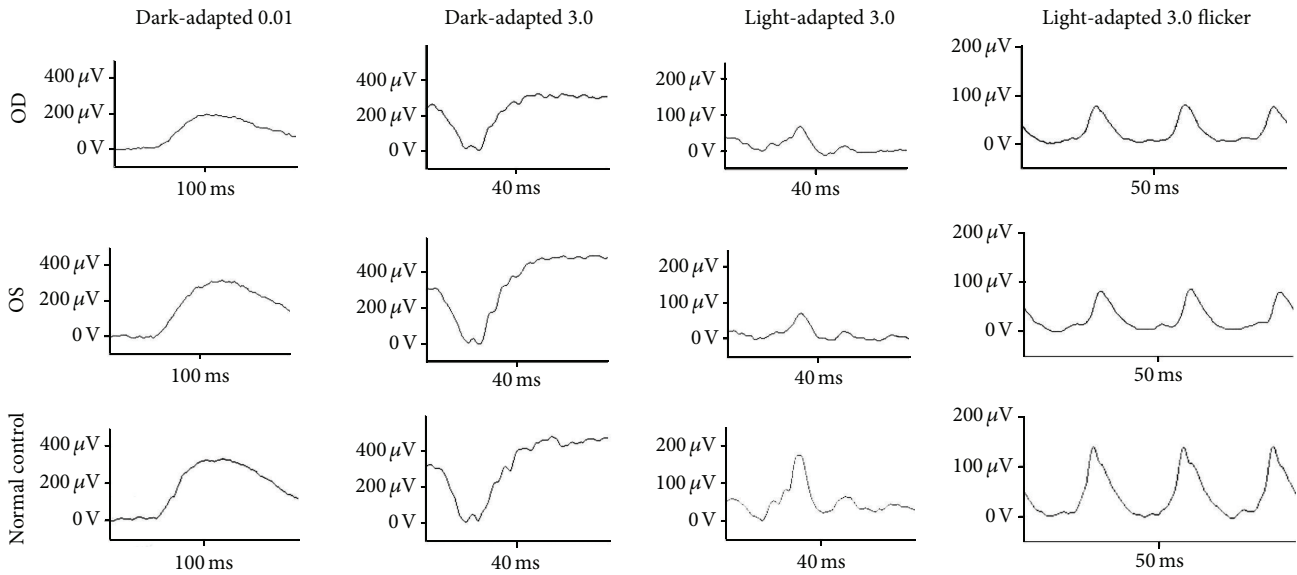 Dark-adapted 0.01
Dark-adapted 3.0
Light-adapted 3.0
Light-adapted 3.0 flicker
OD
400 μV
200 μV
0 V
100 ms
400 μV
200 μV
0 V
40 ms
200 μV
100 μV
0 V
40 ms
200 μV
100 μV
0 V
50 ms
OS
400 μV
200 μV
0 V
100 ms
400 μV
200 μV
0 V
40 ms
200 μV
100 μV
0 V
40 ms
200 μV
100 μV
0 V
50 ms
Normal control
400 μV
200 μV
0 V
100 ms
400 μV
200 μV
0 V
40 ms
200 μV
100 μV
0 V
40 ms
200 μV
100 μV
0 V
50 ms